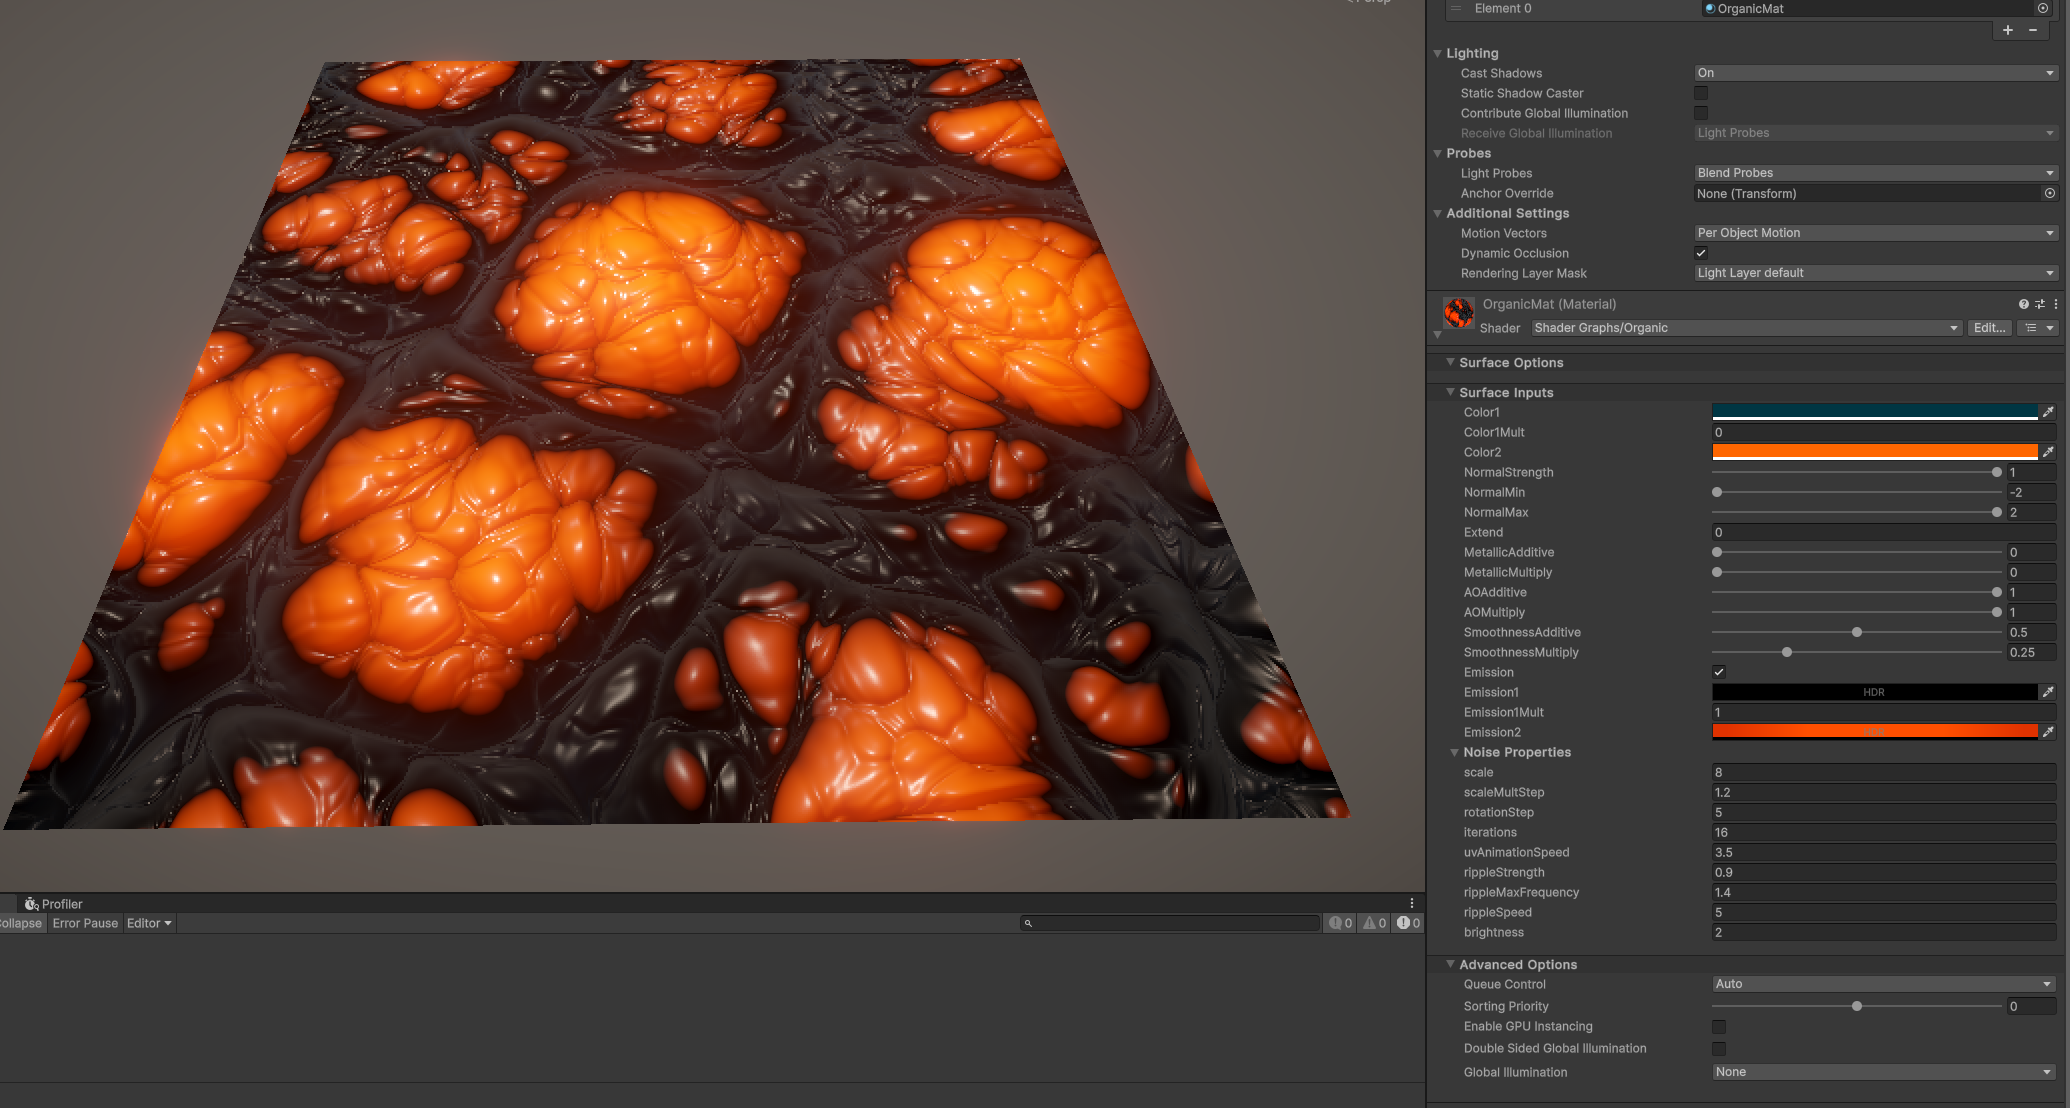 Persp
Element 0 OrganicMat
+ −
Lighting
Cast Shadows On
Static Shadow Caster
Contribute Global Illumination
Receive Global Illumination Light Probes
Probes
Light Probes Blend Probes
Anchor Override None (Transform)
Additional Settings
Motion Vectors Per Object Motion
Dynamic Occlusion
Rendering Layer Mask Light Layer default
OrganicMat (Material)
Shader Shader Graphs/Organic Edit...
Surface Options
Surface Inputs
Color1
Color1Mult 0
Color2
NormalStrength 1
NormalMin -2
NormalMax 2
Extend 0
MetallicAdditive 0
MetallicMultiply 0
AOAdditive 1
AOMultiply 1
SmoothnessAdditive 0.5
SmoothnessMultiply 0.25
Emission
Emission1 HDR
Emission1Mult 1
Emission2
Noise Properties
scale 8
scaleMultStep 1.2
rotationStep 5
iterations 16
uvAnimationSpeed 3.5
rippleStrength 0.9
rippleMaxFrequency 1.4
rippleSpeed 5
brightness 2
Advanced Options
Queue Control Auto
Sorting Priority 0
Enable GPU Instancing
Double Sided Global Illumination
Global Illumination None
Profiler
Collapse Error Pause Editor 0 0 0